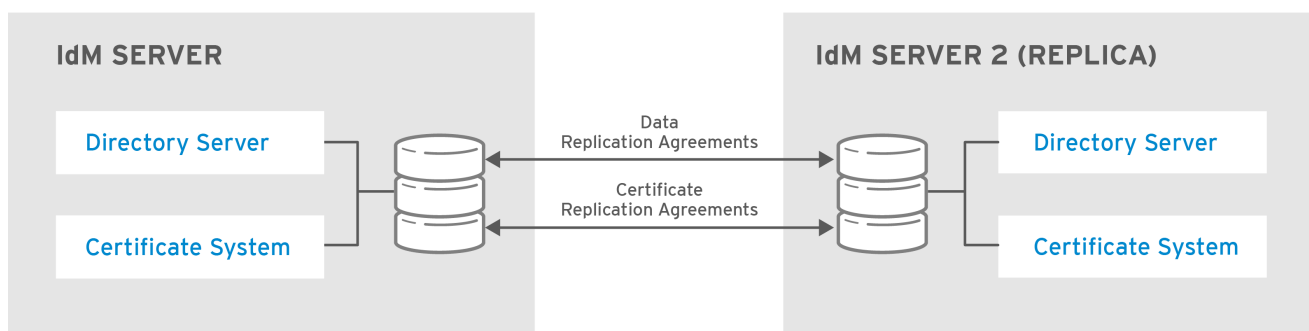 IdM SERVER
Directory Server
Certificate System
Data
Replication Agreements
Certificate
Replication Agreements
IdM SERVER 2 (REPLICA)
Directory Server
Certificate System